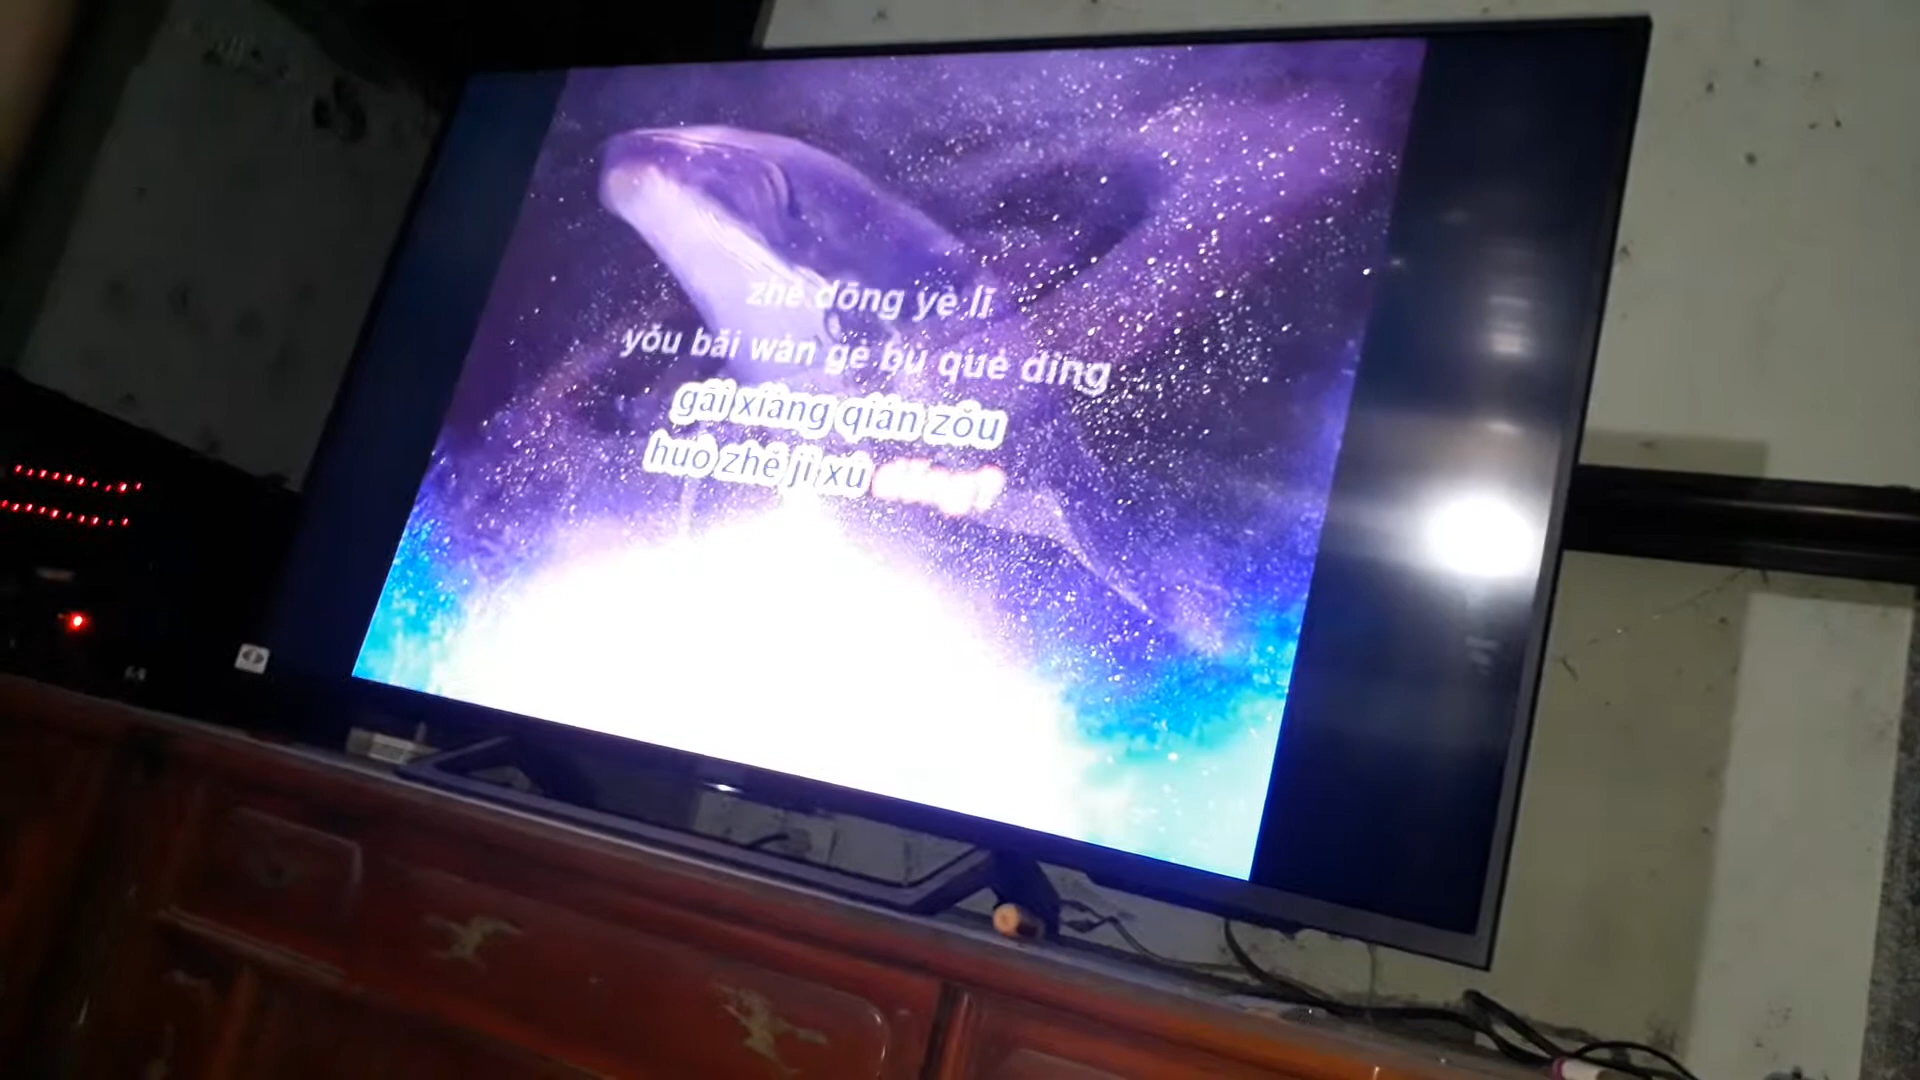 zhè dōng yè lǐ
yǒu bǎi wàn gè bù què dìng
gāi xiàng qián zǒu
huò zhě jì xù